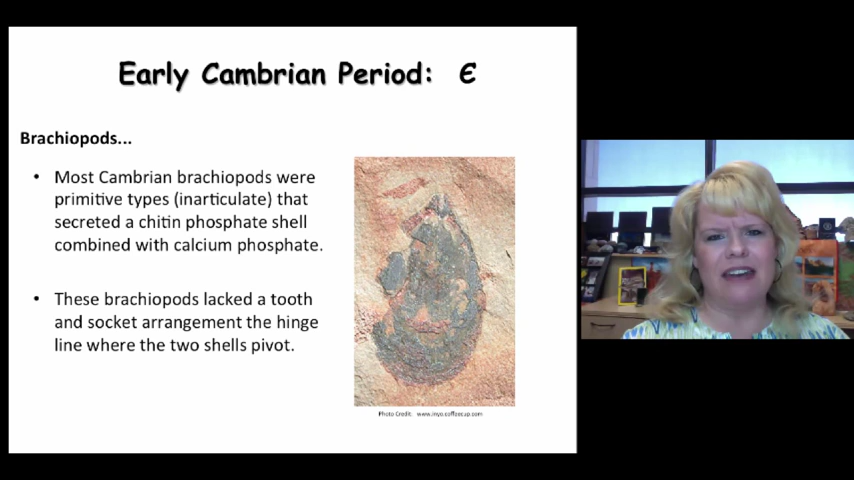 Early Cambrian Period: Є
Brachiopods...
• Most Cambrian brachiopods were
primitive types (inarticulate) that
secreted a chitin phosphate shell
combined with calcium phosphate.
• These brachiopods lacked a tooth
and socket arrangement the hinge
line where the two shells pivot.
Photo Credit: www.inyo.coffeecup.com